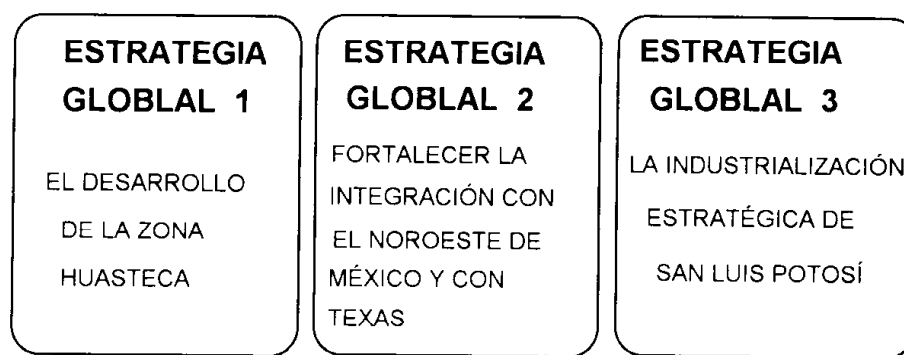 ESTRATEGIA
GLOBLAL 1
EL DESARROLLO
DE LA ZONA
HUASTECA
ESTRATEGIA
GLOBLAL 2
FORTALECER LA
INTEGRACIÓN CON
EL NOROESTE DE
MÉXICO Y CON
TEXAS
ESTRATEGIA
GLOBLAL 3
LA INDUSTRIALIZACIÓN
ESTRATÉGICA DE
SAN LUIS POTOSÍ